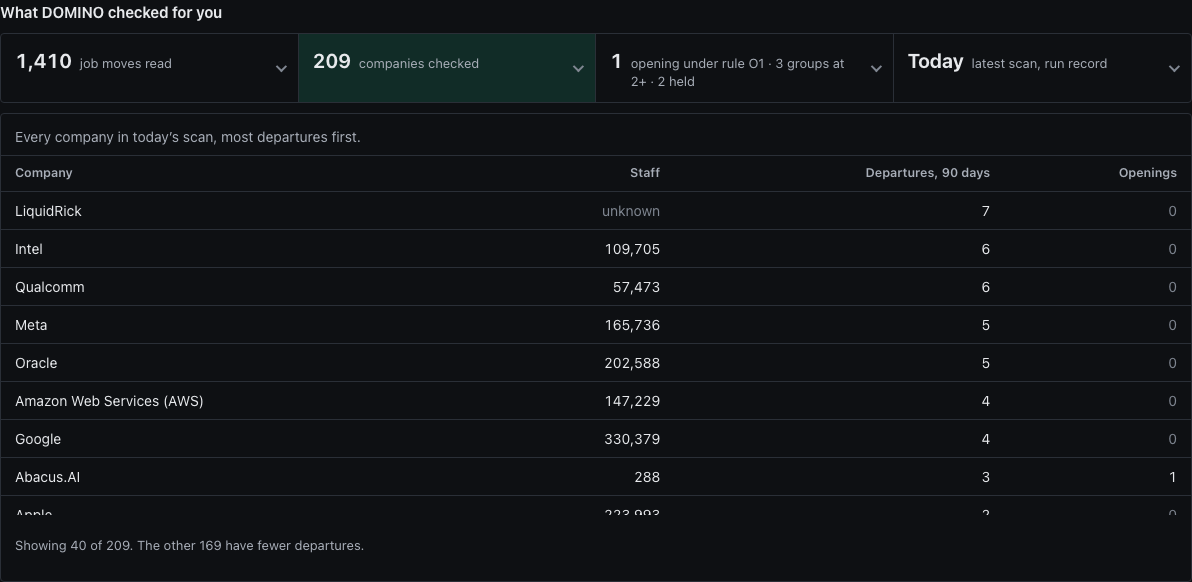 What DOMINO checked for you
1,410 job moves read
209 companies checked
1 opening under rule O1 · 3 groups at
2+ · 2 held
Today latest scan, run record
Every company in today’s scan, most departures first.
Company Staff Departures, 90 days Openings
LiquidRick unknown 7 0
Intel 109,705 6 0
Qualcomm 57,473 6 0
Meta 165,736 5 0
Oracle 202,588 5 0
Amazon Web Services (AWS) 147,229 4 0
Google 330,379 4 0
Abacus.AI 288 3 1
Apple 223,993 2 0
Showing 40 of 209. The other 169 have fewer departures.